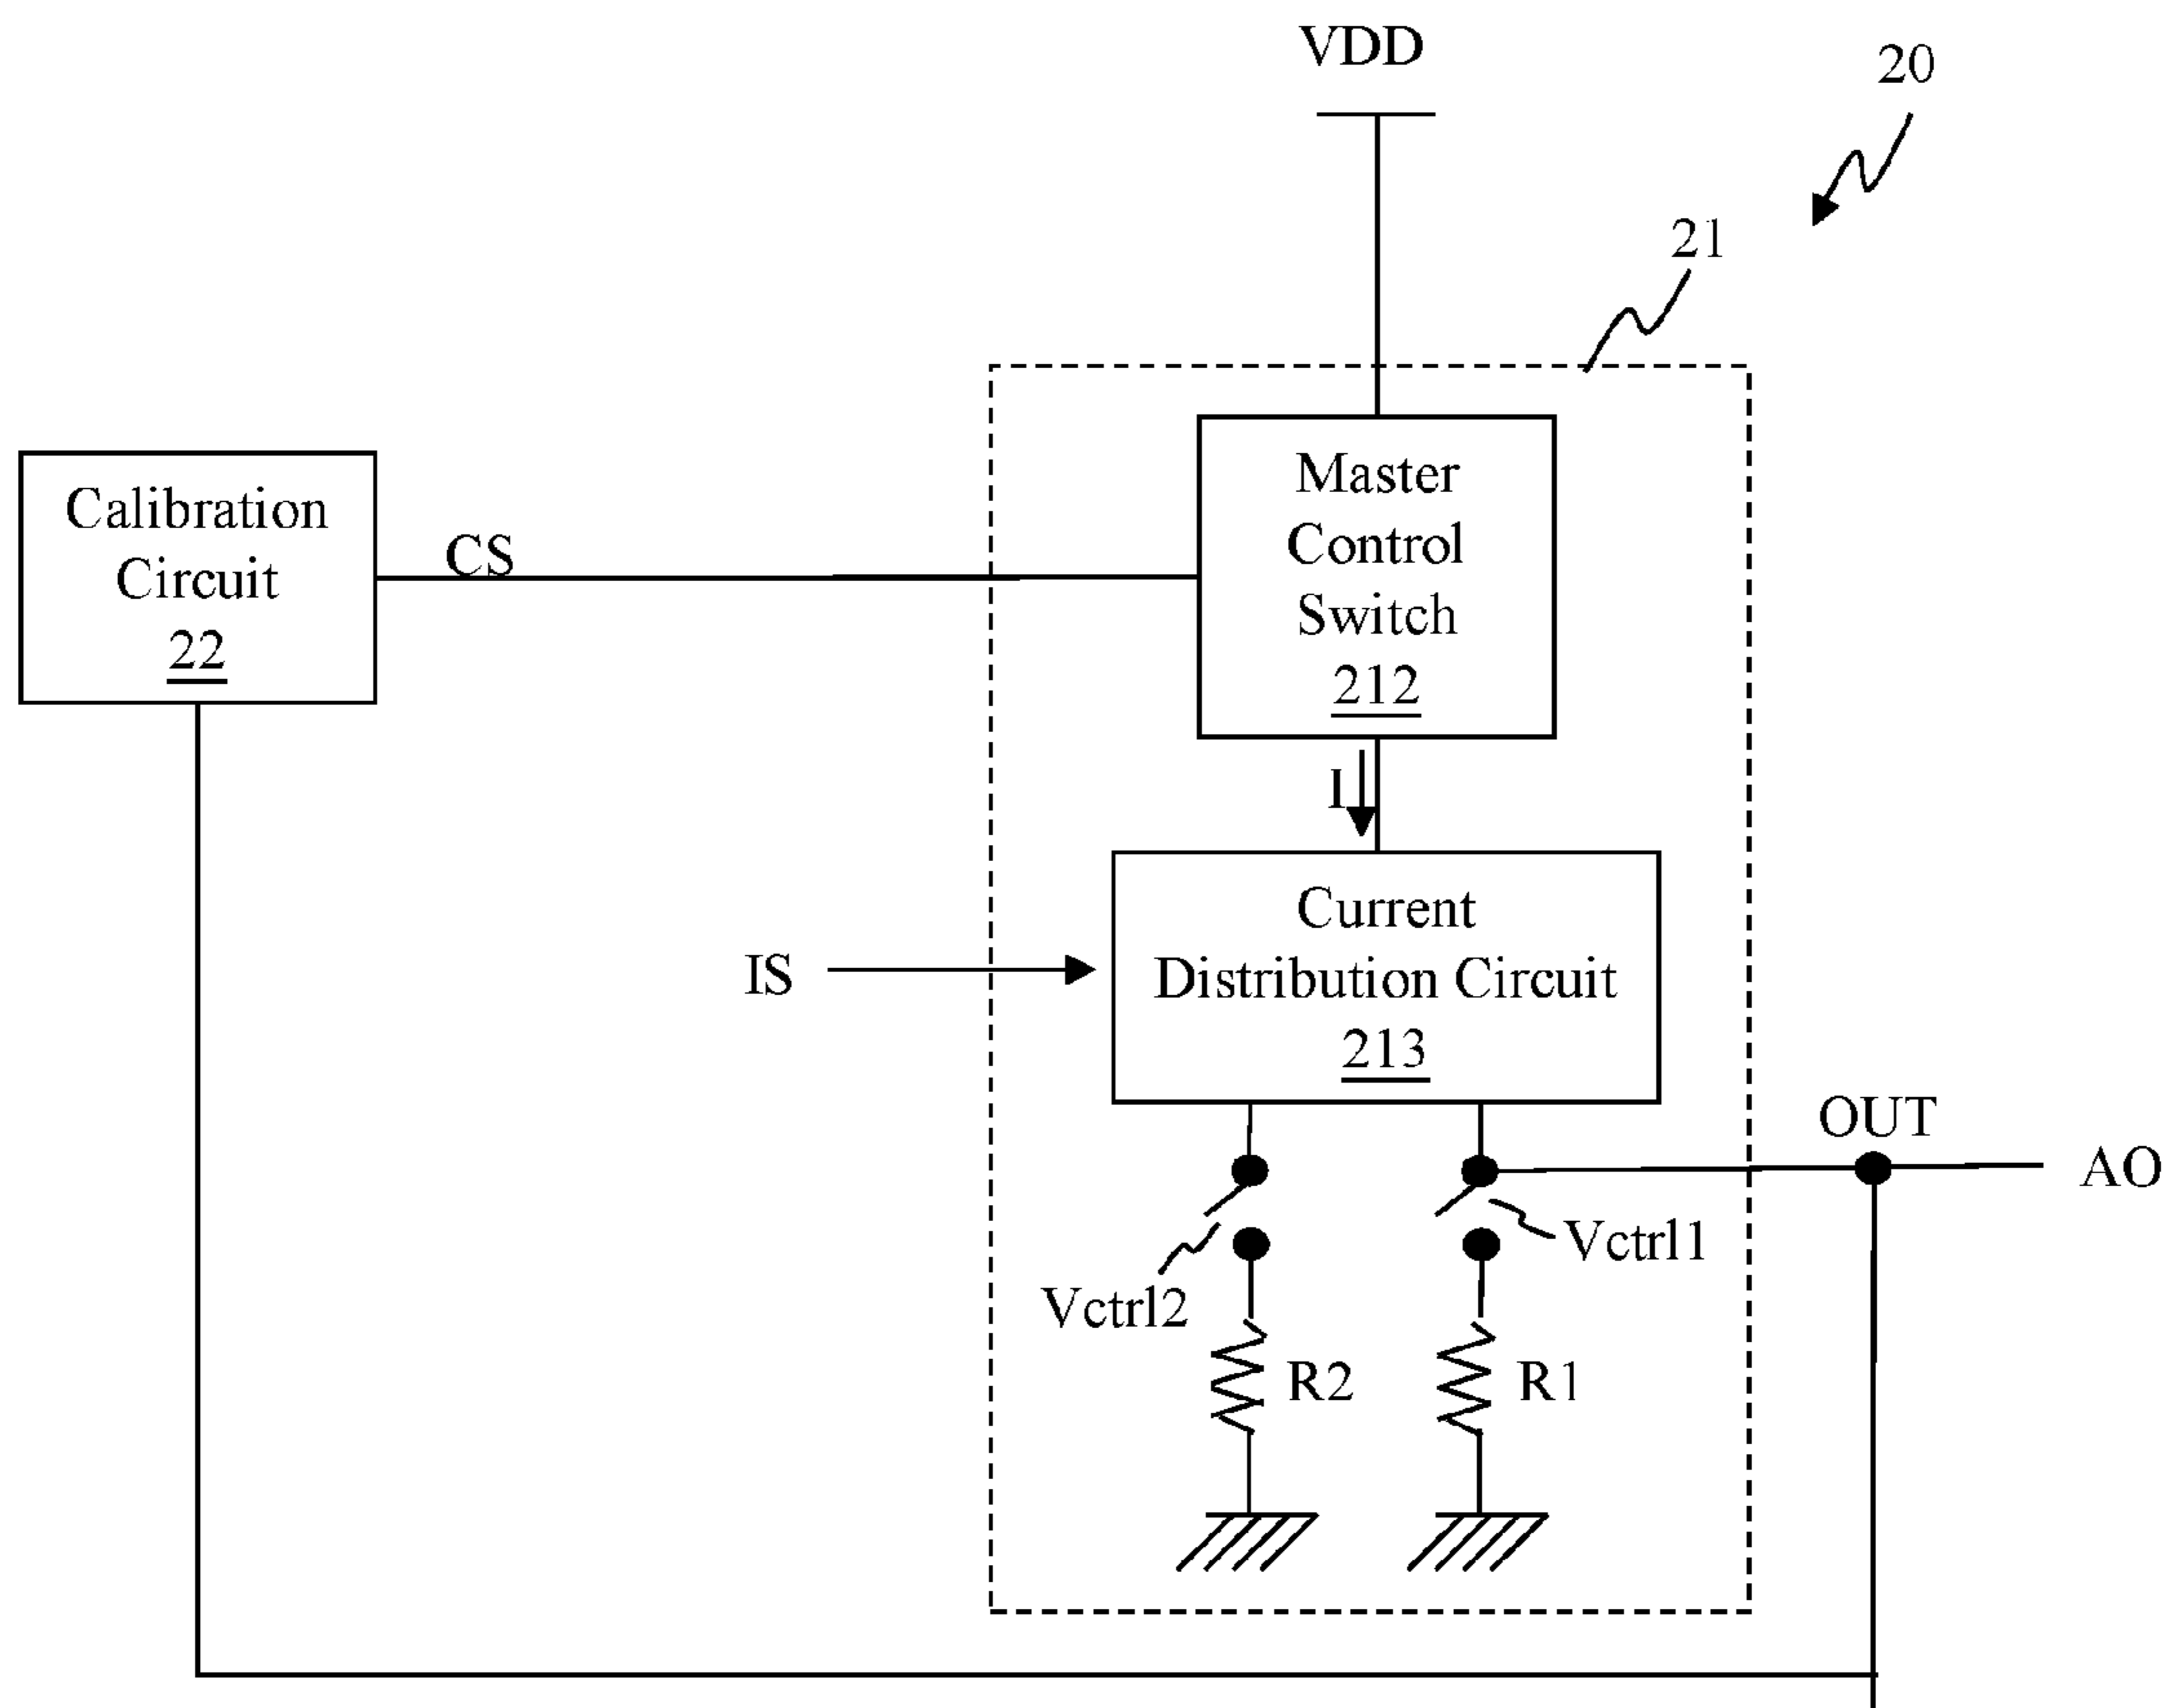 VDD
20
21
Calibration
Circuit
22
CS
Master
Control
Switch
212
I
Current
Distribution Circuit
213
IS
OUT
AO
Vctrl1
Vctrl2
R2
R1